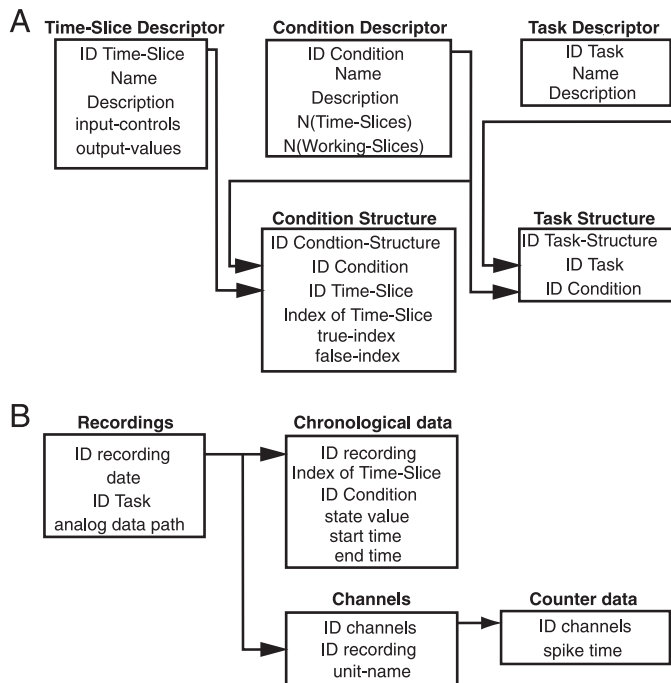 A
Time-Slice Descriptor
ID Time-Slice
Name
Description
input-controls
output-values
Condition Descriptor
ID Condition
Name
Description
N(Time-Slices)
N(Working-Slices)
Task Descriptor
ID Task
Name
Description
Condition Structure
ID Condtion-Structure
ID Condition
ID Time-Slice
Index of Time-Slice
true-index
false-index
Task Structure
ID Task-Structure
ID Task
ID Condition
B
Recordings
ID recording
date
ID Task
analog data path
Chronological data
ID recording
Index of Time-Slice
ID Condition
state value
start time
end time
Channels
ID channels
ID recording
unit-name
Counter data
ID channels
spike time